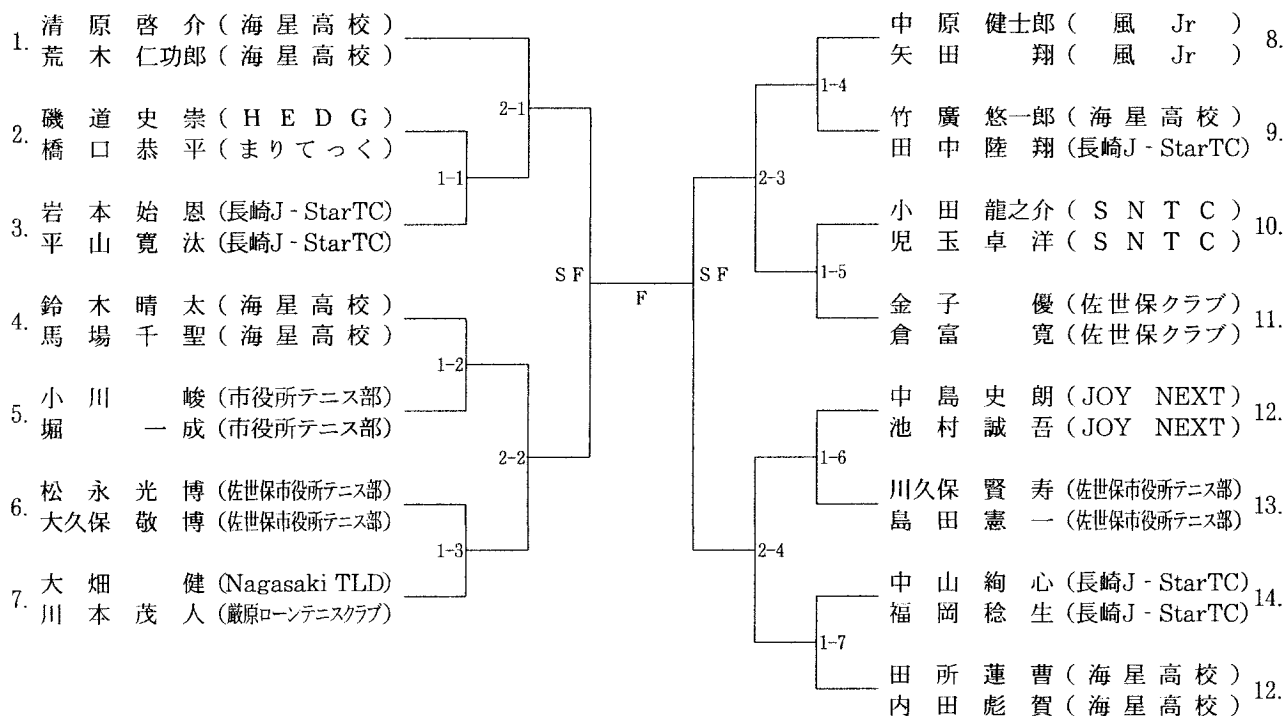 1. 清原啓介 (海星高校)
荒木仁功郎 (海星高校)
2. 磯道史崇 (HEDG)
橋口恭平 (まりてっく)
3. 岩本始恩 (長崎J-StarTC)
平山寛汰 (長崎J-StarTC)
4. 鈴木晴太 (海星高校)
馬場千聖 (海星高校)
5. 小川峻 (市役所テニス部)
堀一成 (市役所テニス部)
6. 松永光博 (佐世保市役所テニス部)
大久保敬博 (佐世保市役所テニス部)
7. 大畑健 (Nagasaki TLD)
川本茂人 (厳原ローンテニスクラブ)
2-1
1-1
1-2
2-2
1-3
SF
F
SF
1-4
2-3
1-5
1-6
2-4
1-7
中原健士郎 (風Jr) 8.
矢田翔 (風Jr)
竹廣悠一郎 (海星高校) 9.
田中陸翔 (長崎J-StarTC)
小田龍之介 (SNTC) 10.
児玉卓洋 (SNTC)
金子優 (佐世保クラブ) 11.
倉富寛 (佐世保クラブ)
中島史朗 (JOY NEXT) 12.
池村誠吾 (JOY NEXT)
川久保賢寿 (佐世保市役所テニス部) 13.
島田憲一 (佐世保市役所テニス部)
中山絢心 (長崎J-StarTC) 14.
福岡稔生 (長崎J-StarTC)
田所蓮曹 (海星高校) 12.
内田彪賀 (海星高校)